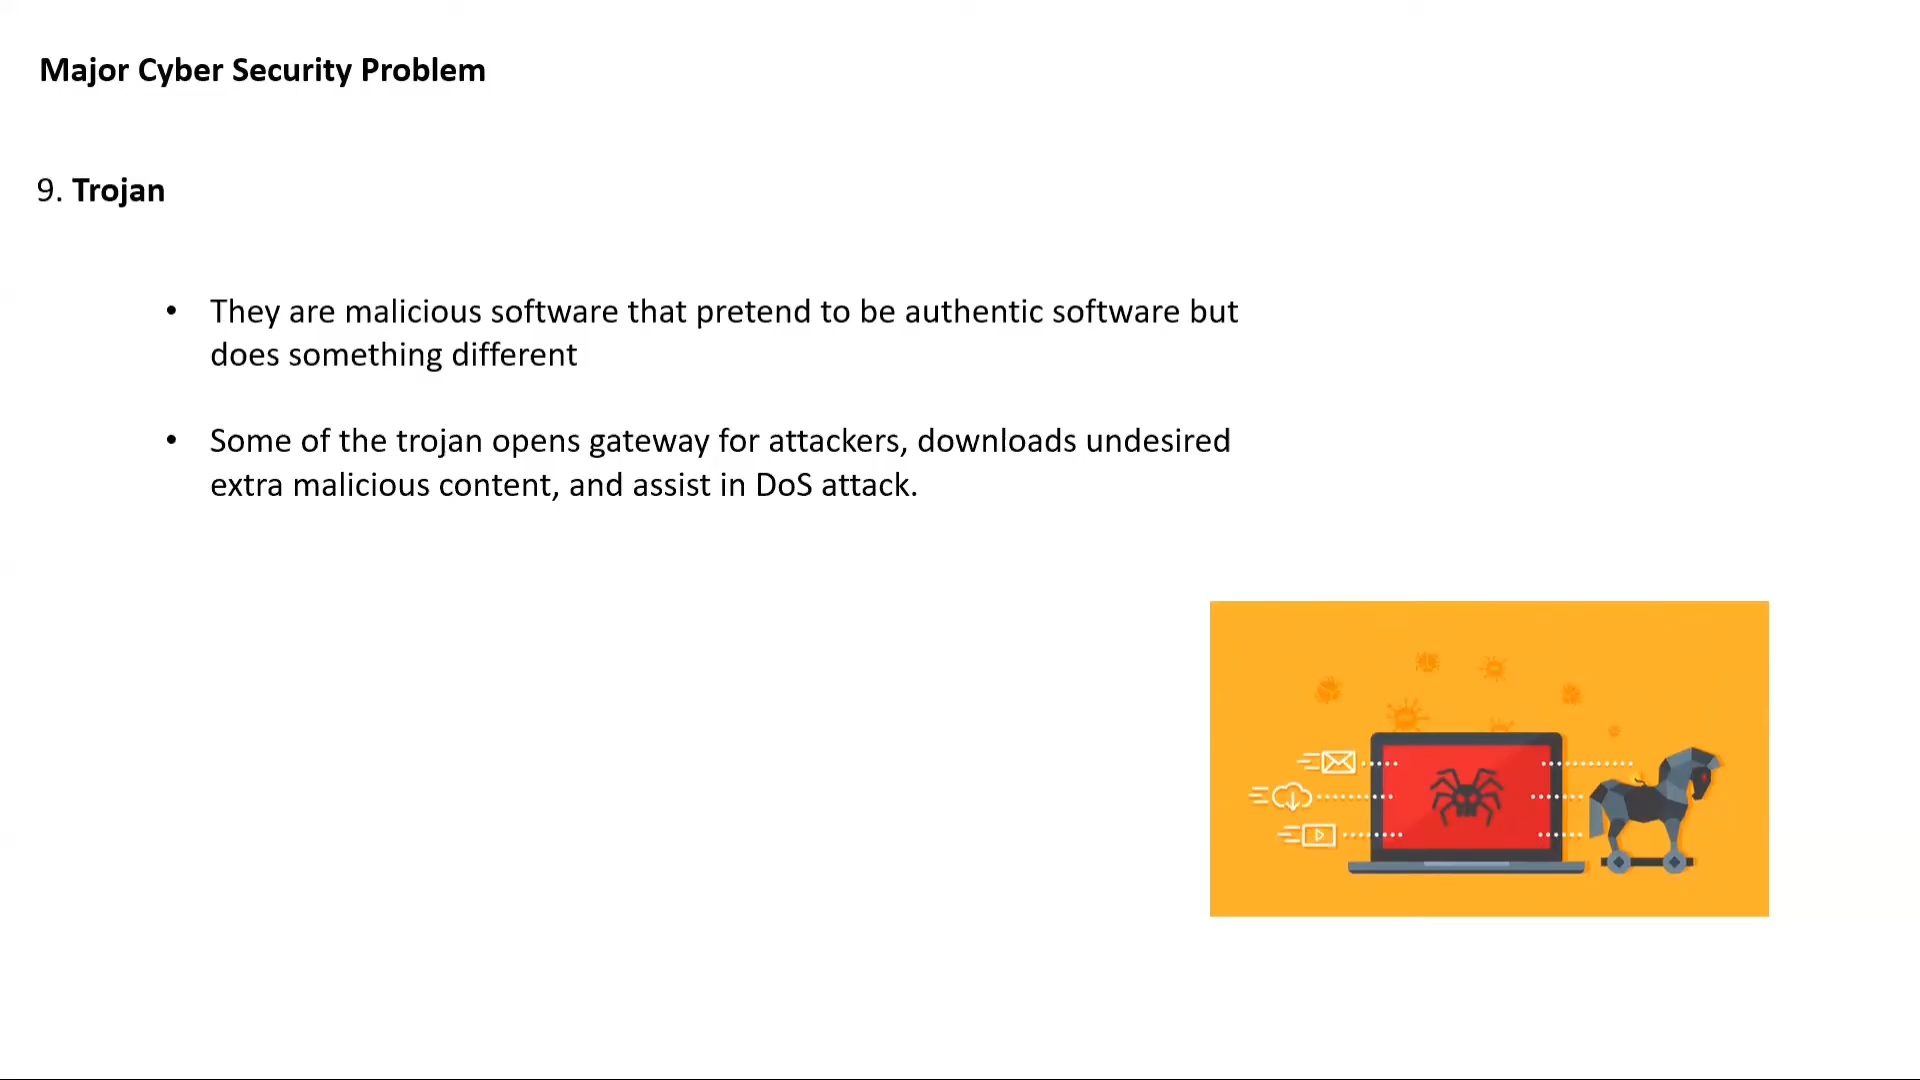 Major Cyber Security Problem
9. Trojan
• They are malicious software that pretend to be authentic software but
does something different
• Some of the trojan opens gateway for attackers, downloads undesired
extra malicious content, and assist in DoS attack.